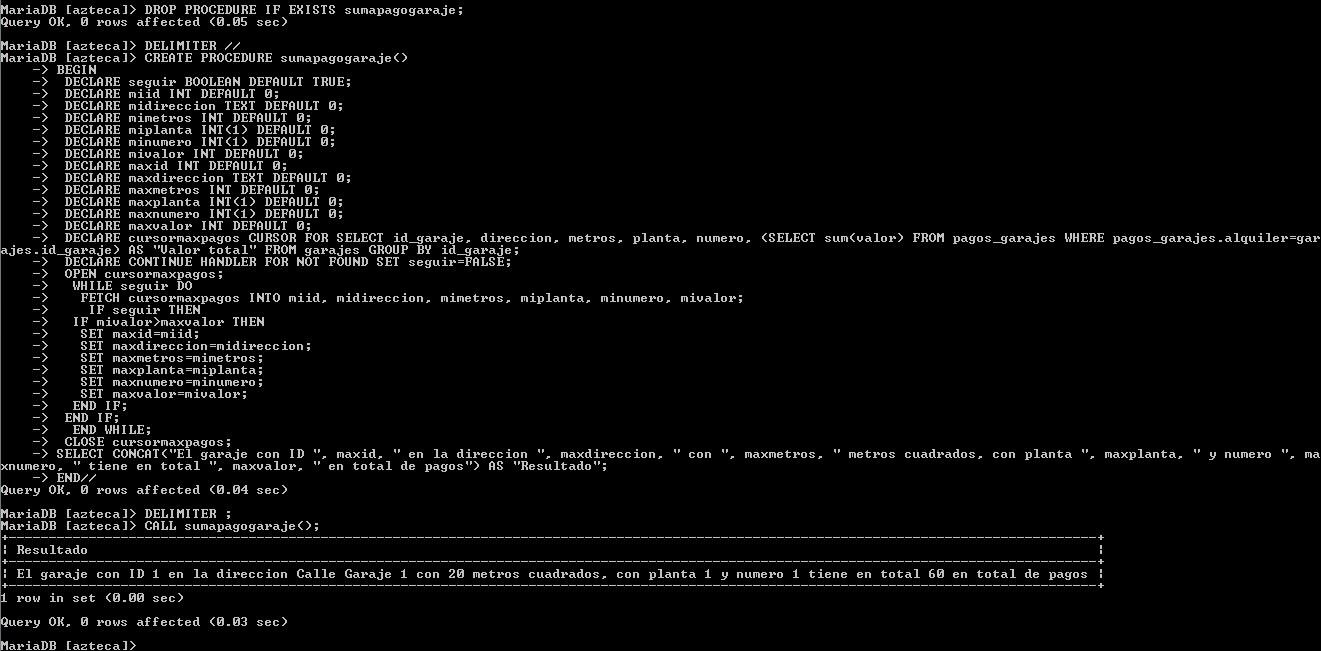 MariaDB [azteca]> DROP PROCEDURE IF EXISTS sumapagogaraje;
Query OK, 0 rows affected (0.05 sec)

MariaDB [azteca]> DELIMITER //
MariaDB [azteca]> CREATE PROCEDURE sumapagogaraje()
    -> BEGIN
    ->  DECLARE seguir BOOLEAN DEFAULT TRUE;
    ->  DECLARE miid INT DEFAULT 0;
    ->  DECLARE midireccion TEXT DEFAULT 0;
    ->  DECLARE mimetros INT DEFAULT 0;
    ->  DECLARE miplanta INT(1) DEFAULT 0;
    ->  DECLARE minumero INT(1) DEFAULT 0;
    ->  DECLARE mivalor INT DEFAULT 0;
    ->  DECLARE maxid INT DEFAULT 0;
    ->  DECLARE maxdireccion TEXT DEFAULT 0;
    ->  DECLARE maxmetros INT DEFAULT 0;
    ->  DECLARE maxplanta INT(1) DEFAULT 0;
    ->  DECLARE maxnumero INT(1) DEFAULT 0;
    ->  DECLARE maxvalor INT DEFAULT 0;
    ->  DECLARE cursormaxpagos CURSOR FOR SELECT id_garaje, direccion, metros, planta, numero, (SELECT sum(valor) FROM pagos_garajes WHERE pagos_garajes.alquiler=gar
ajes.id_garaje) AS "Valor total" FROM garajes GROUP BY id_garaje;
    ->  DECLARE CONTINUE HANDLER FOR NOT FOUND SET seguir=FALSE;
    ->  OPEN cursormaxpagos;
    ->   WHILE seguir DO
    ->    FETCH cursormaxpagos INTO miid, midireccion, mimetros, miplanta, minumero, mivalor;
    ->     IF seguir THEN
    ->   IF mivalor>maxvalor THEN
    ->    SET maxid=miid;
    ->    SET maxdireccion=midireccion;
    ->    SET maxmetros=mimetros;
    ->    SET maxplanta=miplanta;
    ->    SET maxnumero=minumero;
    ->    SET maxvalor=mivalor;
    ->   END IF;
    ->  END IF;
    ->   END WHILE;
    ->  CLOSE cursormaxpagos;
    -> SELECT CONCAT("El garaje con ID ", maxid, " en la direccion ", maxdireccion, " con ", maxmetros, " metros cuadrados, con planta ", maxplanta, " y numero ", ma
xnumero, " tiene en total ", maxvalor, " en total de pagos") AS "Resultado";
    -> END//
Query OK, 0 rows affected (0.04 sec)

MariaDB [azteca]> DELIMITER ;
MariaDB [azteca]> CALL sumapagogaraje();
| Resultado |
| El garaje con ID 1 en la direccion Calle Garaje 1 con 20 metros cuadrados, con planta 1 y numero 1 tiene en total 60 en total de pagos |
1 row in set (0.00 sec)

Query OK, 0 rows affected (0.03 sec)

MariaDB [azteca]>